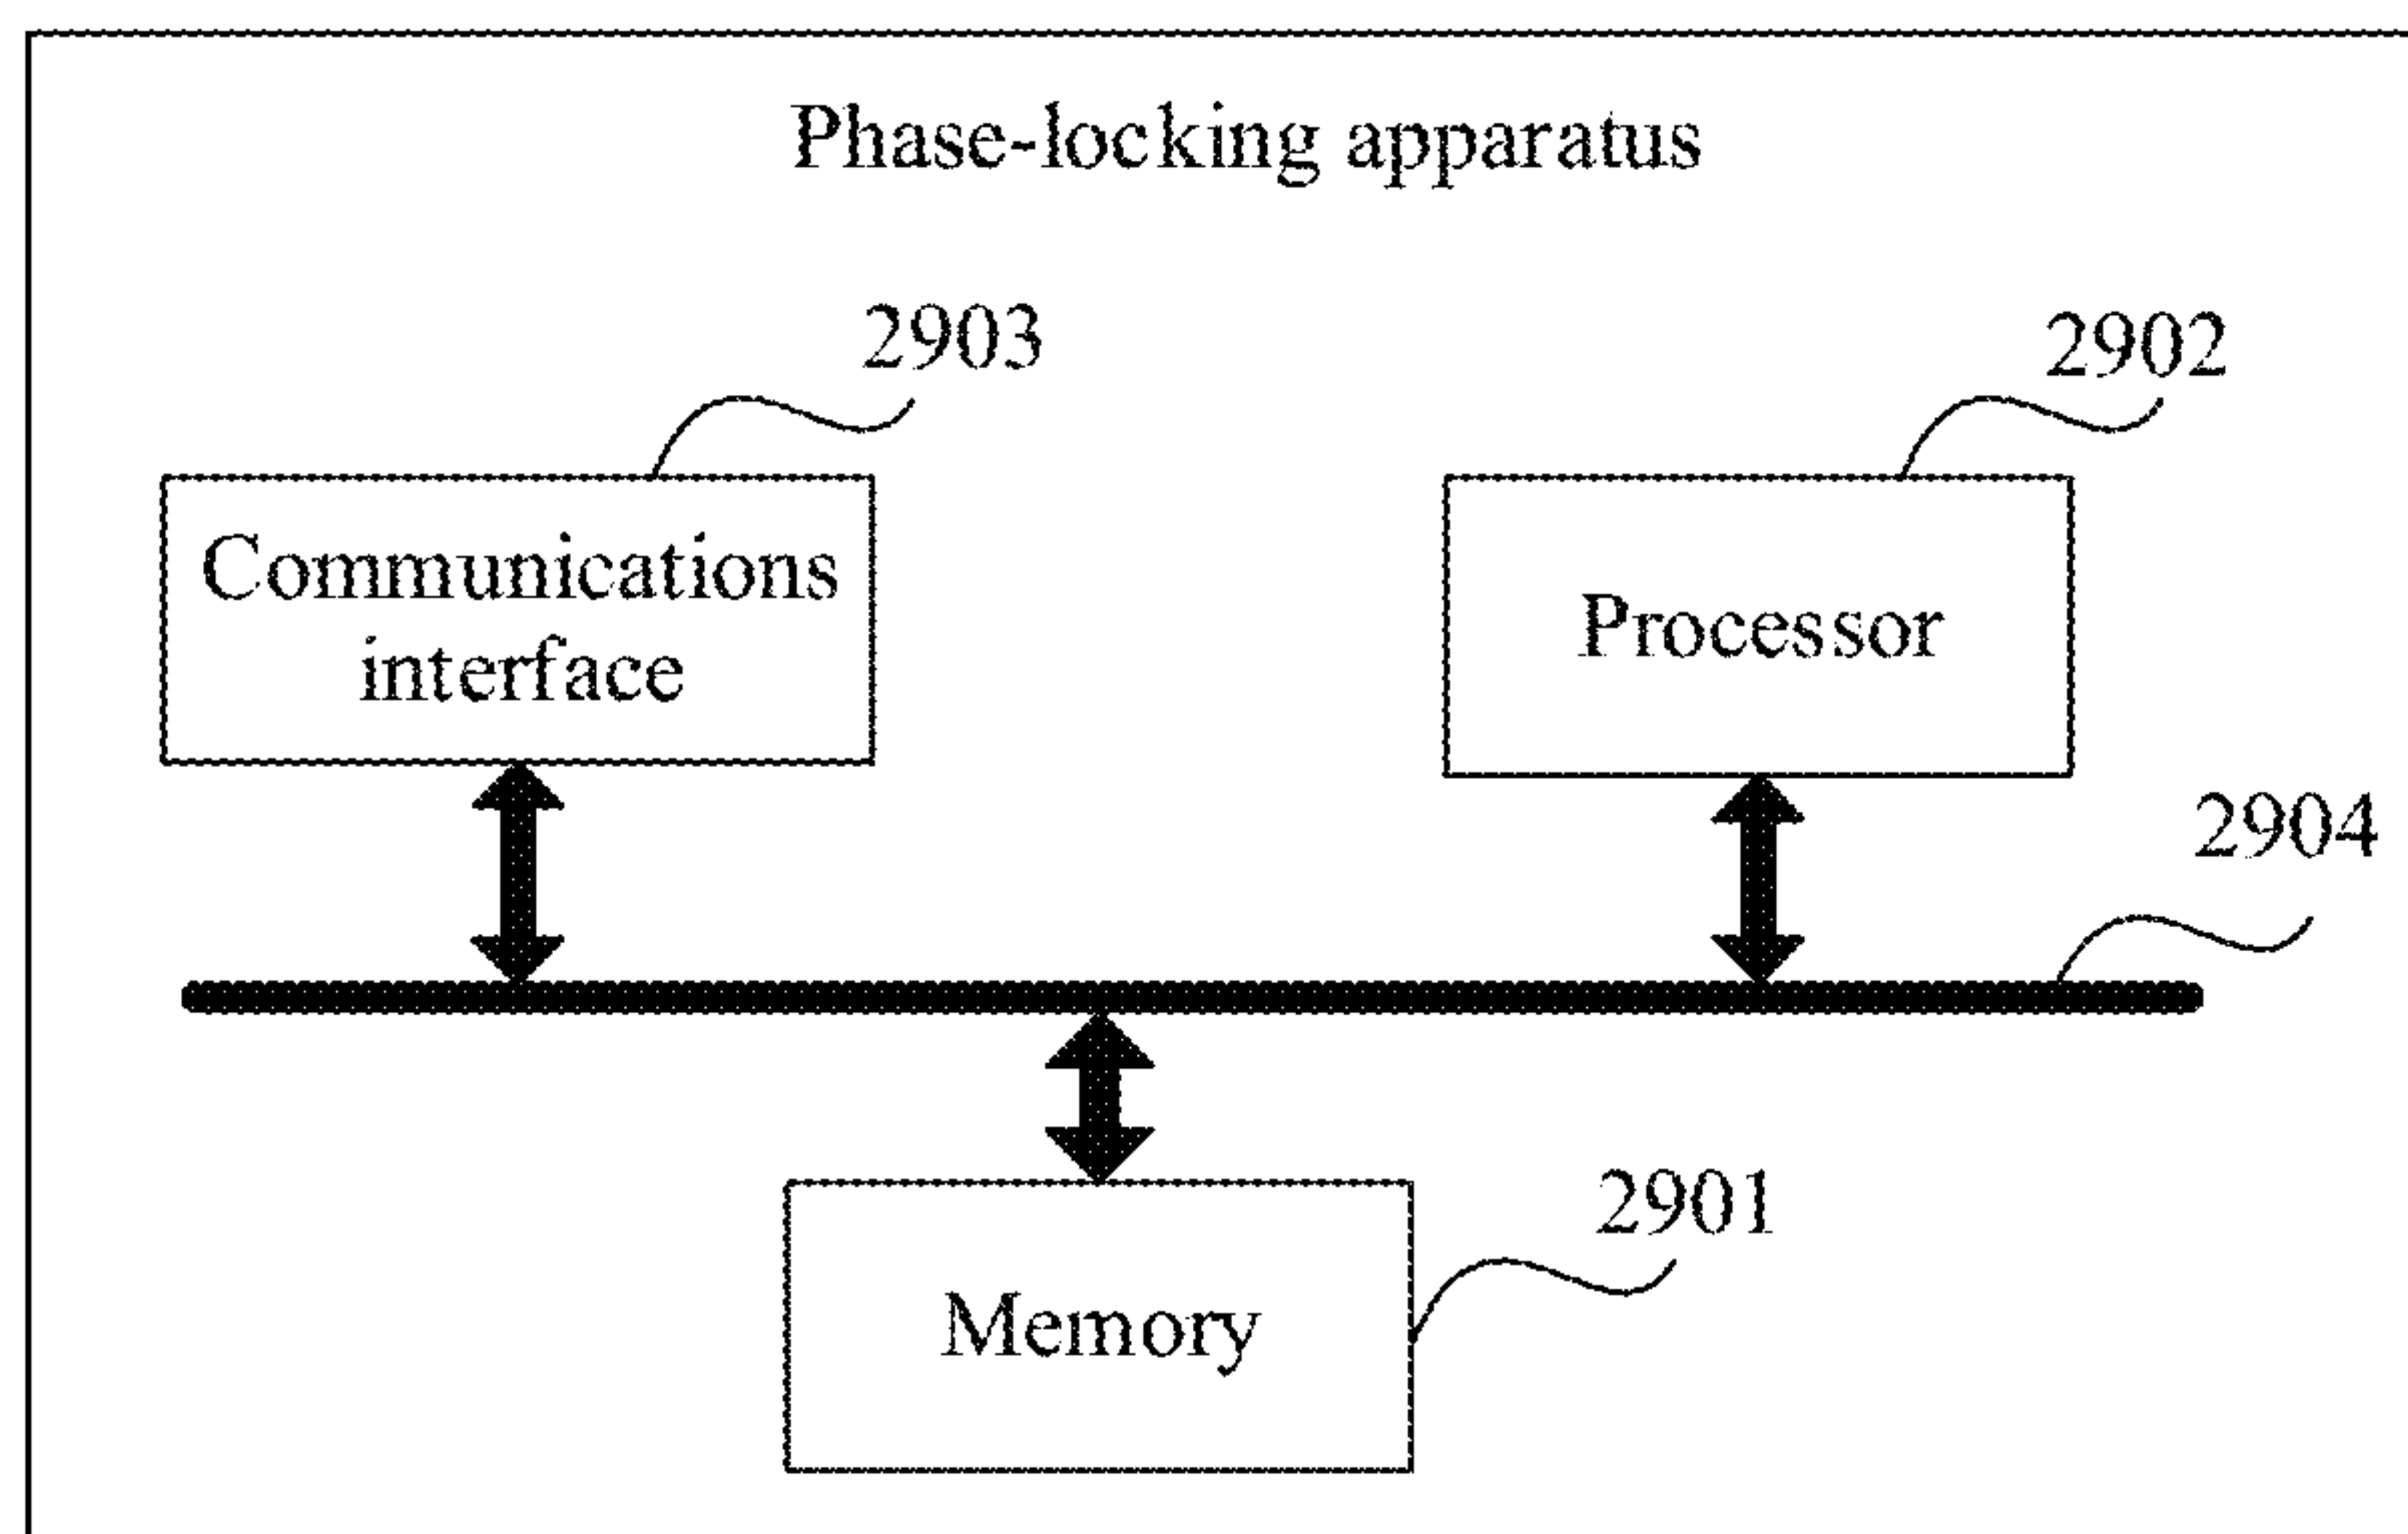 Phase-locking apparatus
2903
2902
Communications
interface
Processor
2904
2901
Memory